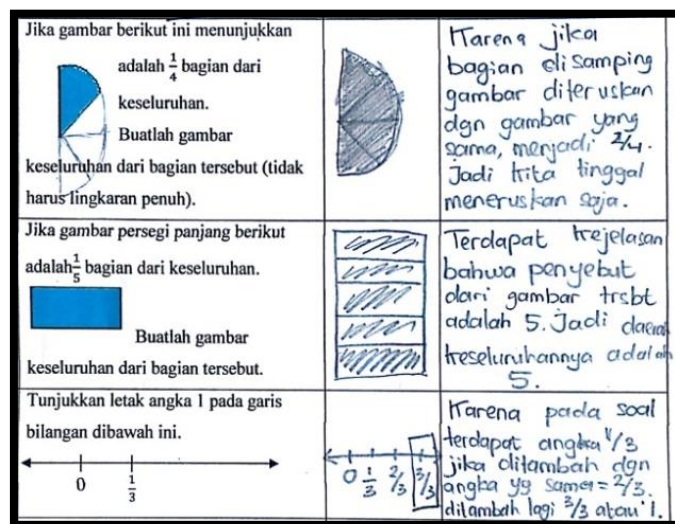 Jika gambar berikut ini menunjukkan
adalah 1/4 bagian dari
keseluruhan.
Buatlah gambar
keseluruhan dari bagian tersebut (tidak
harus lingkaran penuh).
Karena jika
bagian disamping
gambar diteruskan
dgn gambar yang
sama, menjadi 2/4.
Jadi kita tinggal
meneruskan saja.
Jika gambar persegi panjang berikut
adalah 1/5 bagian dari keseluruhan.
Buatlah gambar
keseluruhan dari bagian tersebut.
Terdapat kejelasan
bahwa penyebut
dari gambar trsbt
adalah 5. Jadi daerah
keseluruhannya adalah
5.
Tunjukkan letak angka 1 pada garis
bilangan dibawah ini.
0 1/3
0 1/3 2/3 3/3
Karena pada soal
terdapat angka 1/3
jika ditambah dgn
angka yg sama = 2/3.
ditambah lagi 3/3 atau 1.